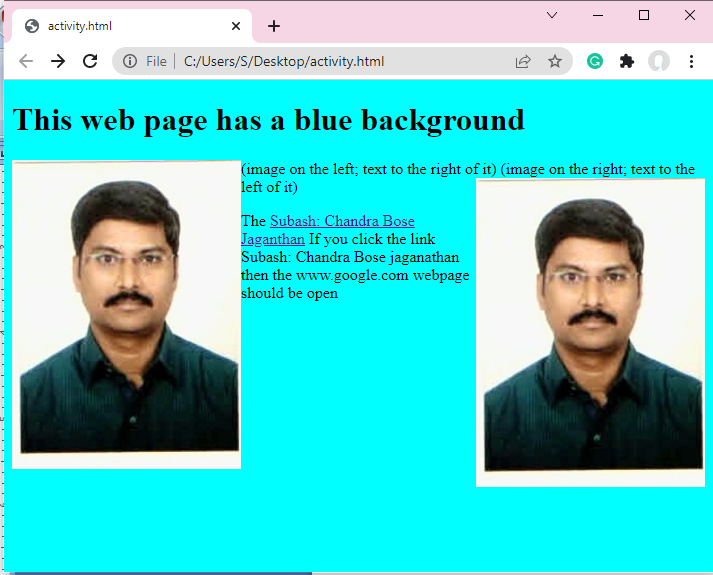 activity.html
File | C:/Users/S/Desktop/activity.html
This web page has a blue background
(image on the left; text to the right of it) (image on the right; text to the
left of it)
The Subash: Chandra Bose
Jaganthan If you click the link
Subash: Chandra Bose jaganathan
then the www.google.com webpage
should be open